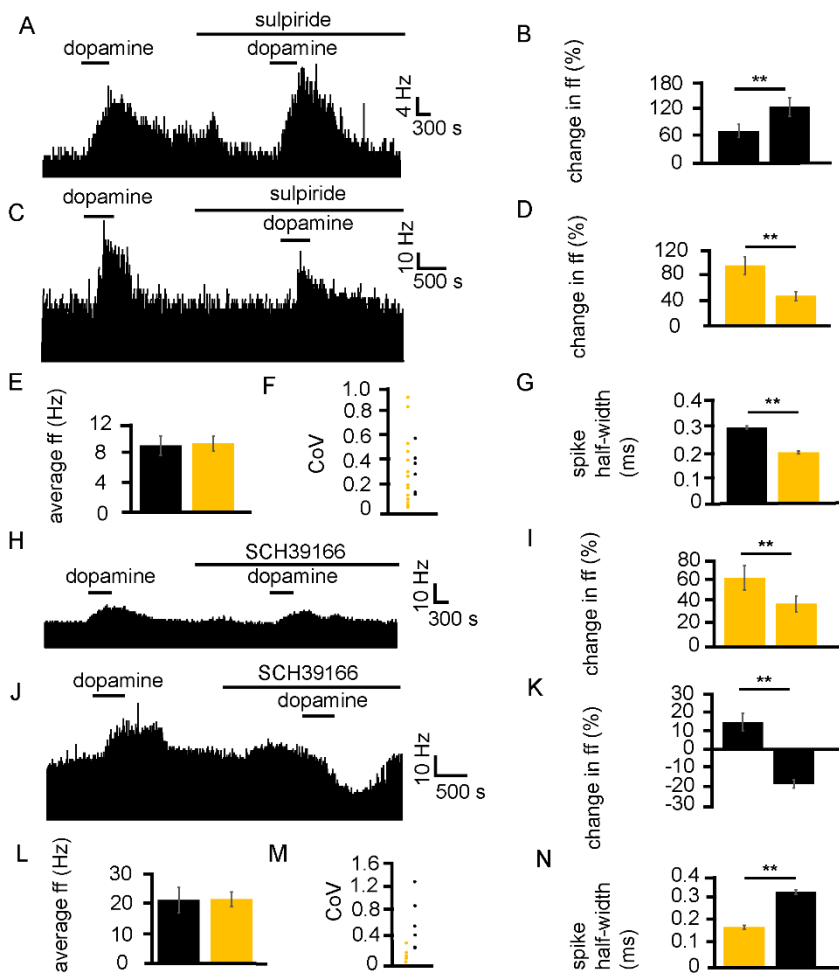 A
sulpiride
dopamine
dopamine
4 Hz
300 s
B
change in ff (%)
180
120
60
0
**
C
sulpiride
dopamine
dopamine
10 Hz
500 s
D
change in ff (%)
120
80
40
0
**
E
average ff (Hz)
12
8
4
0
F
CoV
1.0
0.8
0.6
0.4
0.2
0
G
spike
half-width
(ms)
0.4
0.3
0.2
0.1
0
**
H
SCH39166
dopamine
dopamine
10 Hz
300 s
I
change in ff (%)
80
60
40
20
0
**
J
SCH39166
dopamine
dopamine
10 Hz
500 s
K
change in ff (%)
30
20
10
0
-10
-20
-30
**
L
average ff (Hz)
30
20
10
0
M
CoV
1.6
1.2
0.8
0.4
0
N
spike
half-width
(ms)
0.4
0.3
0.2
0.1
0
**